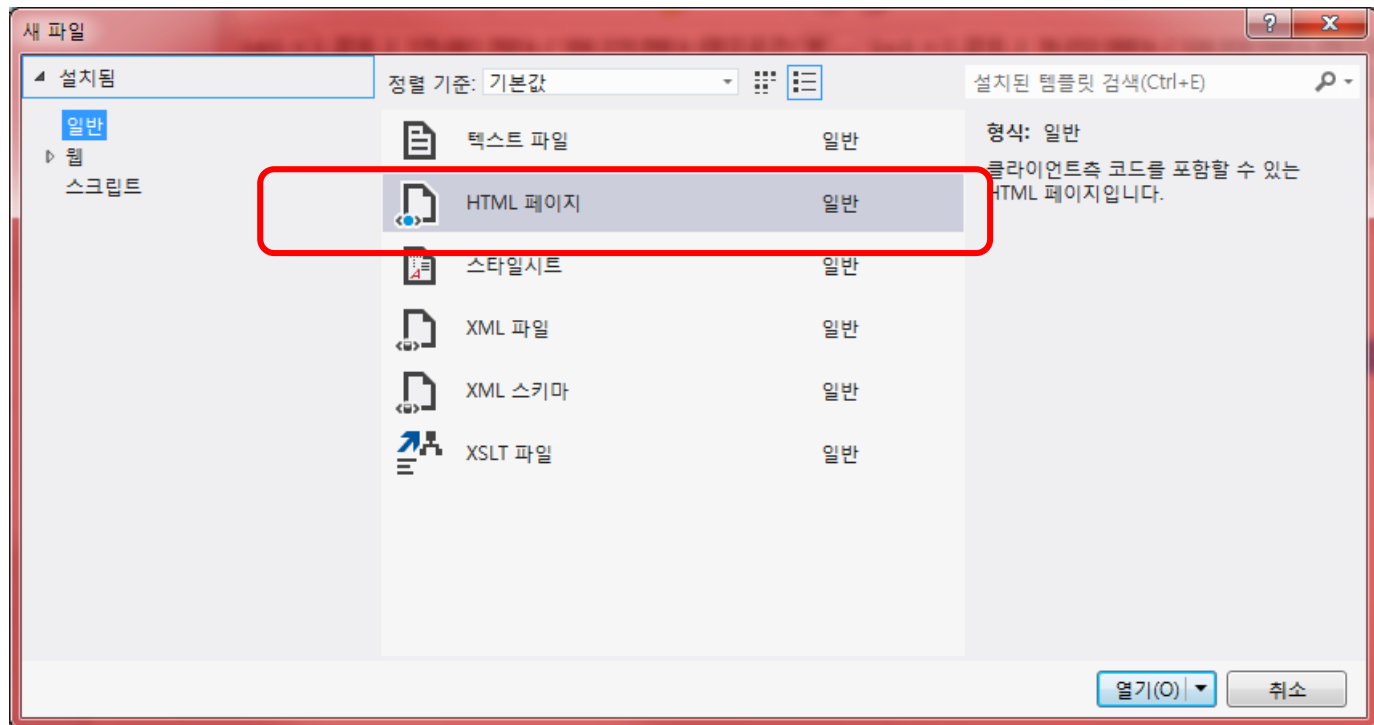 새 파일
설치됨
정렬 기준: 기본값
설치된 템플릿 검색(Ctrl+E)
일반
웹
스크립트
텍스트 파일 일반
HTML 페이지 일반
스타일시트 일반
XML 파일 일반
XML 스키마 일반
XSLT 파일 일반
형식: 일반
클라이언트측 코드를 포함할 수 있는
HTML 페이지입니다.
열기(O)
취소